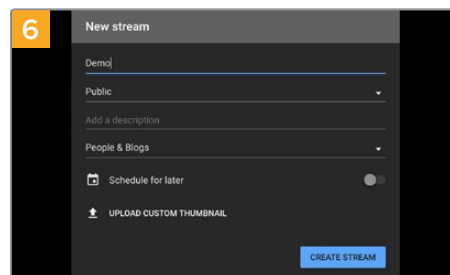 6
New stream
Demo
Public
Add a description
People & Blogs
Schedule for later
UPLOAD CUSTOM THUMBNAIL
CREATE STREAM